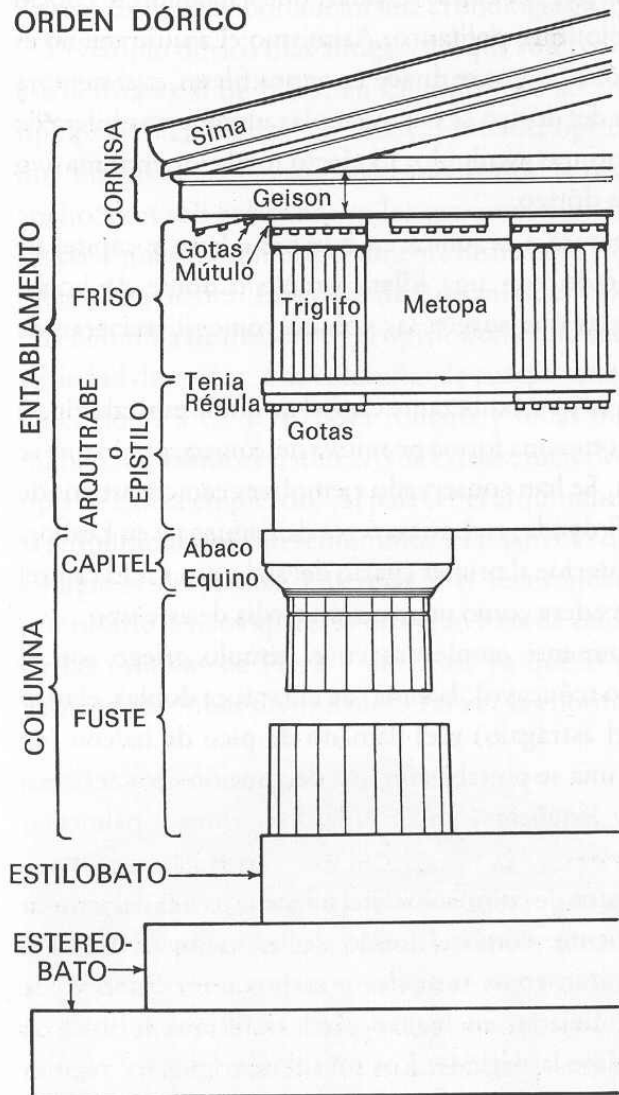 ORDEN DÓRICO
ENTABLAMENTO
CORNISA
Sima
Geison
Gotas
Mútulo
FRISO
Triglifo
Metopa
ARQUITRABE
o
EPISTILO
Tenia
Régula
Gotas
COLUMNA
CAPITEL
Ábaco
Equino
FUSTE
ESTILOBATO
ESTEREO-
BATO